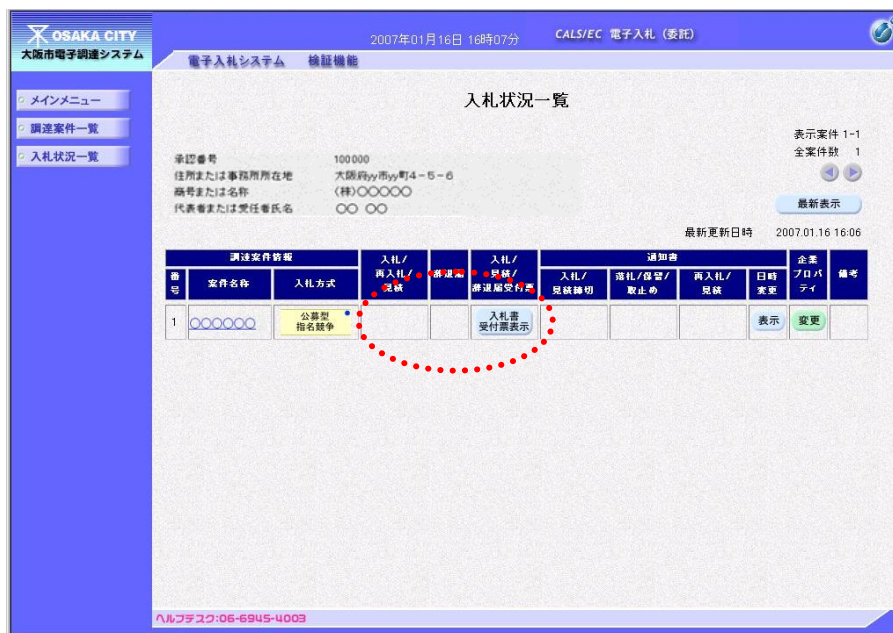 OSAKA CITY
大阪市電子調達システム
2007年01月16日 16時07分
CALS/EC 電子入札（委託）
電子入札システム 検証機能
メインメニュー
調達案件一覧
入札状況一覧
入札状況一覧
表示案件 1-1
全案件数 1
承認番号 100000
住所または事務所所在地 大阪府yy市yy町4-5-6
商号または名称 (株)〇〇〇〇〇
代表者または受任者氏名 〇〇 〇〇
最新表示
最新更新日時 2007.01.16 16:06
調達案件情報
入札/
再入札/
見積
辞退届
入札/
見積/
辞退届受付票
通知書
企業
プロパ
ティ
備考
番号
案件名称
入札方式
入札/
見積締切
落札/保留/
取止め
再入札/
見積
日時
変更
1
〇〇〇〇〇〇
公募型
指名競争
入札書
受付票表示
表示
変更
ヘルプデスク:06-6945-4003